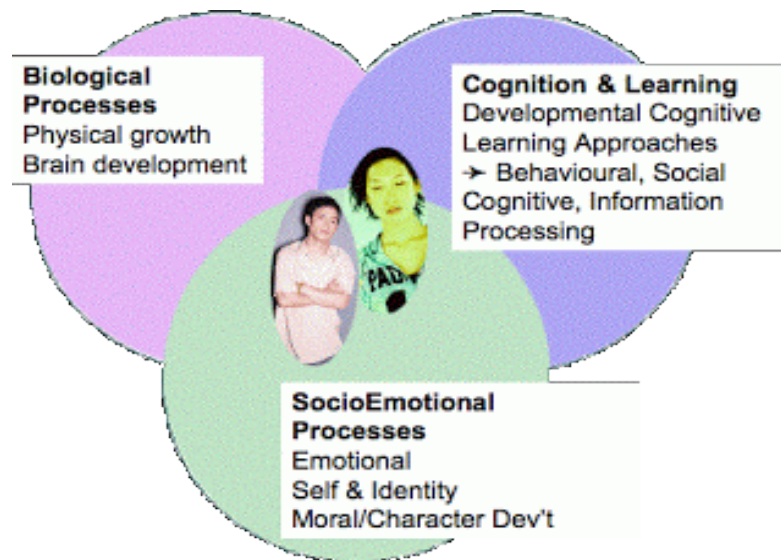 Biological
Processes
Physical growth
Brain development
Cognition & Learning
Developmental Cognitive
Learning Approaches
➛ Behavioural, Social
Cognitive, Information
Processing
SocioEmotional
Processes
Emotional
Self & Identity
Moral/Character Dev't